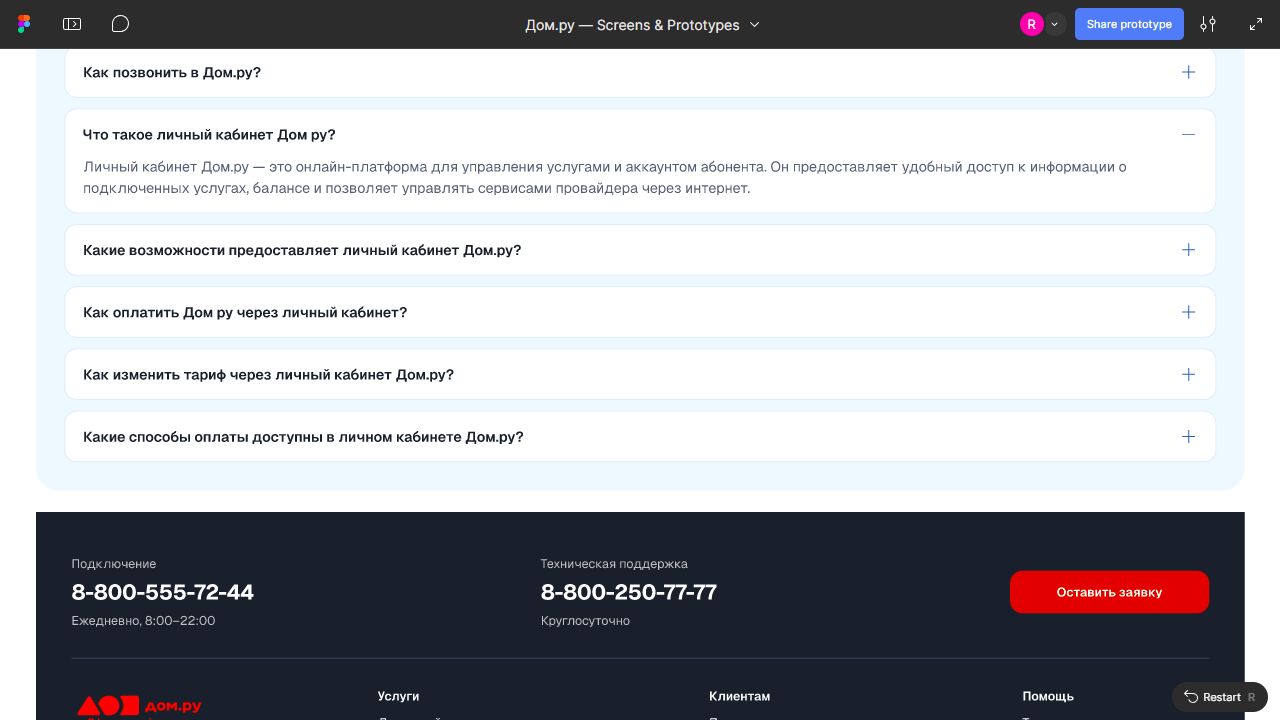 Дом.ру — Screens & Prototypes
R
Share prototype
Как позвонить в Дом.ру?
Что такое личный кабинет Дом ру?
Личный кабинет Дом.ру — это онлайн-платформа для управления услугами и аккаунтом абонента. Он предоставляет удобный доступ к информации о
подключенных услугах, балансе и позволяет управлять сервисами провайдера через интернет.
Какие возможности предоставляет личный кабинет Дом.ру?
Как оплатить Дом ру через личный кабинет?
Как изменить тариф через личный кабинет Дом.ру?
Какие способы оплаты доступны в личном кабинете Дом.ру?
Подключение
8-800-555-72-44
Ежедневно, 8:00–22:00
Техническая поддержка
8-800-250-77-77
Круглосуточно
Оставить заявку
дом.ру
Услуги
Клиентам
Помощь
Restart R